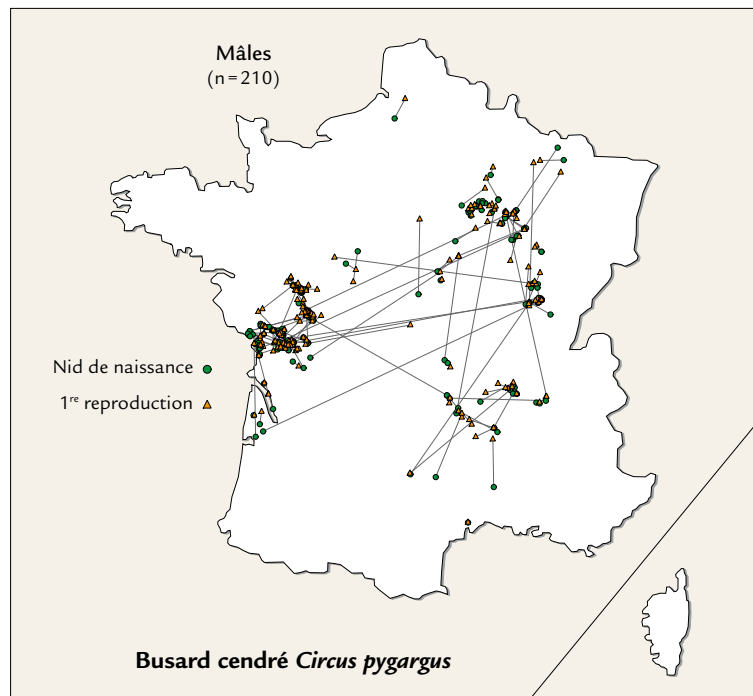 Mâles
(n=210)
Nid de naissance
1re reproduction
Busard cendré Circus pygargus